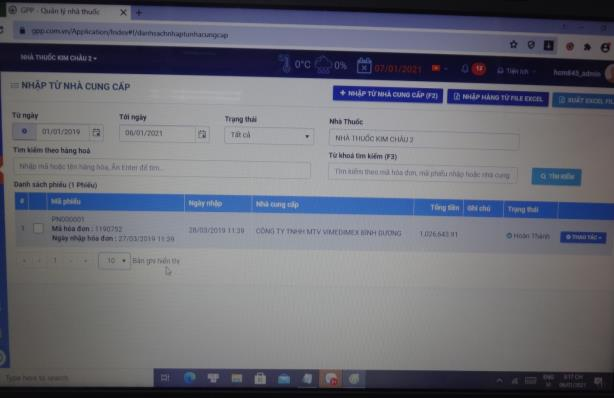 GPP - Quản lý nhà thuốc
gpp.com.vn/Application/Index#!/danhsachnhaptunhacungcap
NHÀ THUỐC KIM CHÂU 2
0°C 0% 07/01/2021 Tiện ích hcm843_admin
NHẬP TỪ NHÀ CUNG CẤP
+ NHẬP TỪ NHÀ CUNG CẤP (F2) NHẬP HÀNG TỪ FILE EXCEL XUẤT EXCEL FIL
Từ ngày Tới ngày Trạng thái Nhà Thuốc
01/01/2019 06/01/2021 Tất cả NHÀ THUỐC KIM CHÂU 2
Tìm kiếm theo hàng hoá Từ khoá tìm kiếm (F3)
Nhập mã hoặc tên hàng hóa, Ấn Enter để tìm... Tìm kiếm theo mã hóa đơn, mã phiếu nhập hoặc nhà cung TÌM KIẾM
Danh sách phiếu (1 Phiếu)
# Mã phiếu Ngày nhập Nhà cung cấp Tổng tiền Ghi chú Trạng thái
PN000001
1 Mã hóa đơn : 1190752 28/03/2019 11:39 CÔNG TY TNHH MTV VIMEDIMEX BÌNH DƯƠNG 1,026,643.91 Hoàn Thành THAO TÁC
Ngày nhập hóa đơn : 27/03/2019 11:39
1 10 Bản ghi hiển thị
Type here to search ENG 3:17 CH
06/01/2021